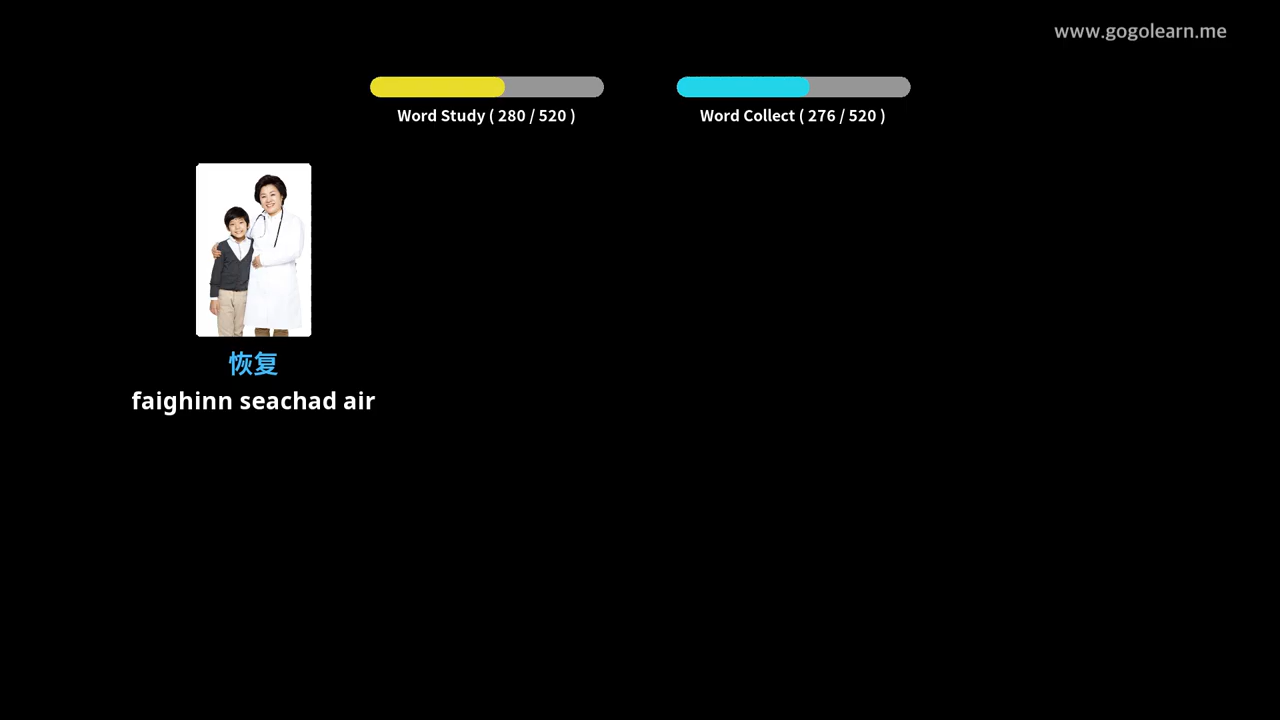 www.gogolearn.me
Word Study ( 280 / 520 )
Word Collect ( 276 / 520 )
恢复
faighinn seachad air